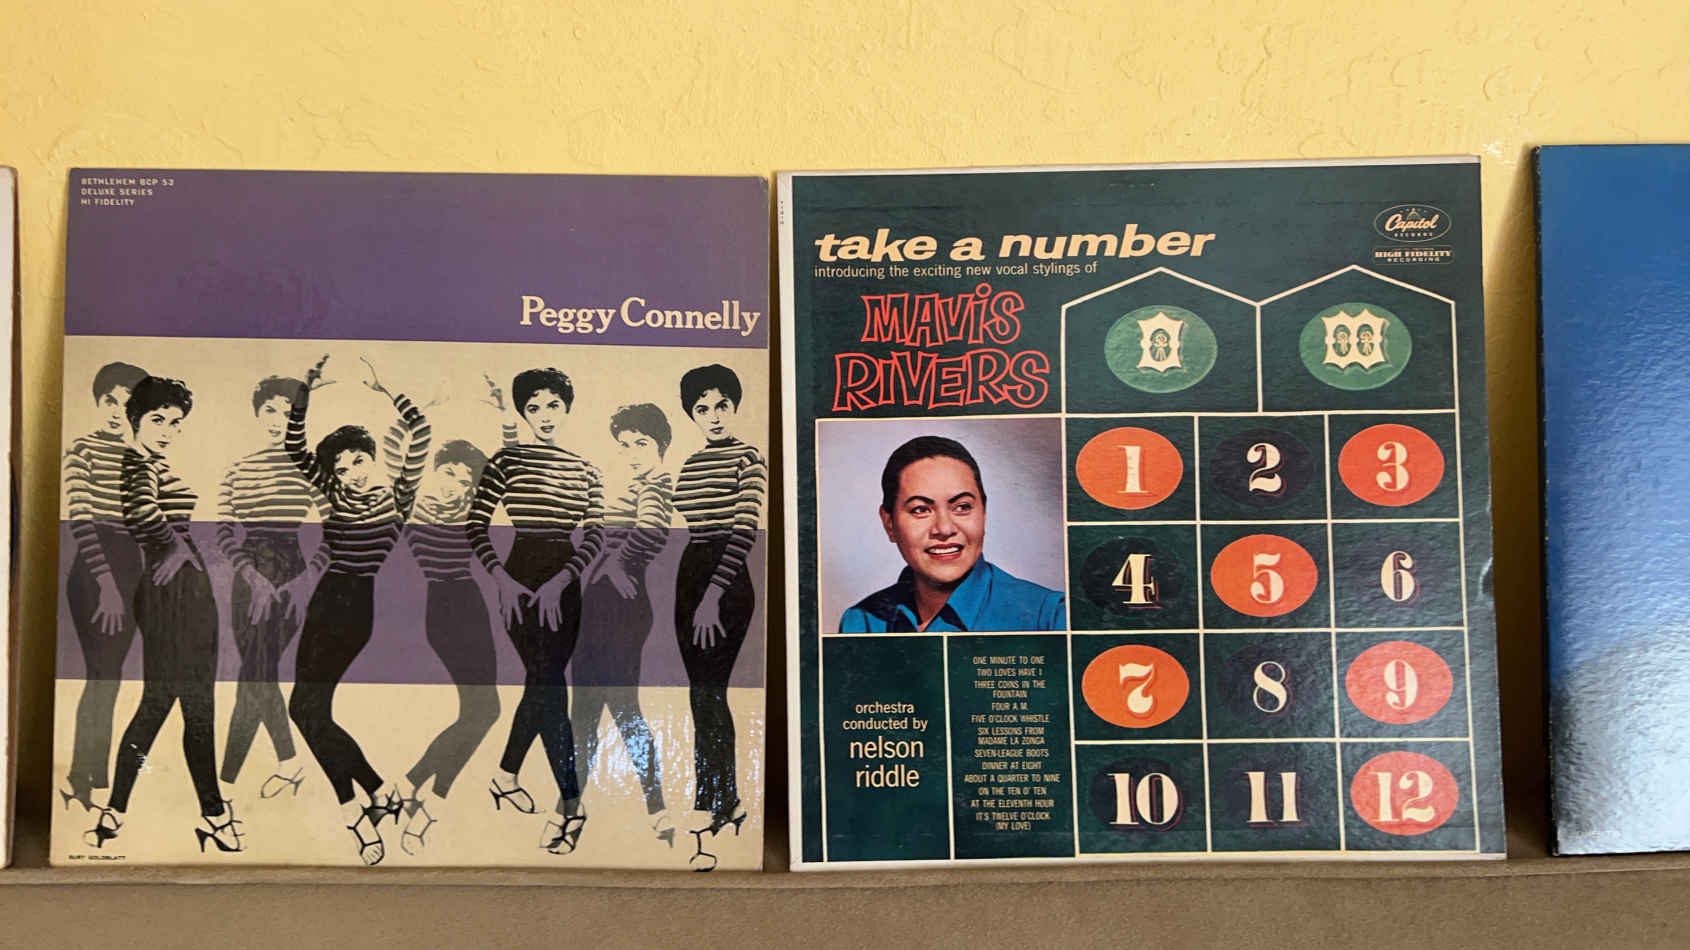 BETHLEHEM BCP 53
DELUXE SERIES
HI FIDELITY
Peggy Connelly
BURT GOLDBLATT
take a number
introducing the exciting new vocal stylings of
MAVIS
RIVERS
Capitol
RECORDS
HIGH FIDELITY
RECORDING
0 00
1 2 3
4 5 6
7 8 9
10 11 12
orchestra
conducted by
nelson
riddle
ONE MINUTE TO ONE
TWO LOVES HAVE I
THREE COINS IN THE
FOUNTAIN
FOUR A.M.
FIVE O'CLOCK WHISTLE
SIX LESSONS FROM
MADAME LA ZONGA
SEVEN-LEAGUE BOOTS
DINNER AT EIGHT
ABOUT A QUARTER TO NINE
ON THE TEN O' TEN
AT THE ELEVENTH HOUR
IT'S TWELVE O'CLOCK
(MY LOVE)